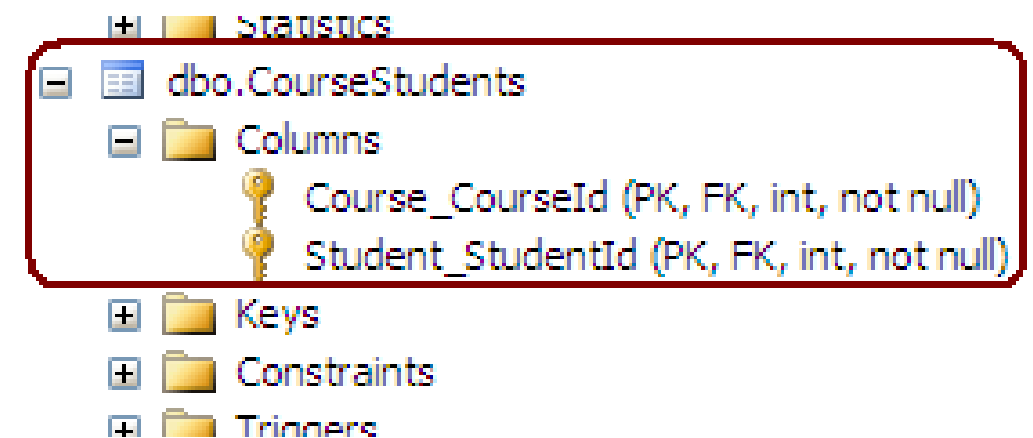 Statistics
dbo.CourseStudents
Columns
Course_CourseId (PK, FK, int, not null)
Student_StudentId (PK, FK, int, not null)
Keys
Constraints
Triggers